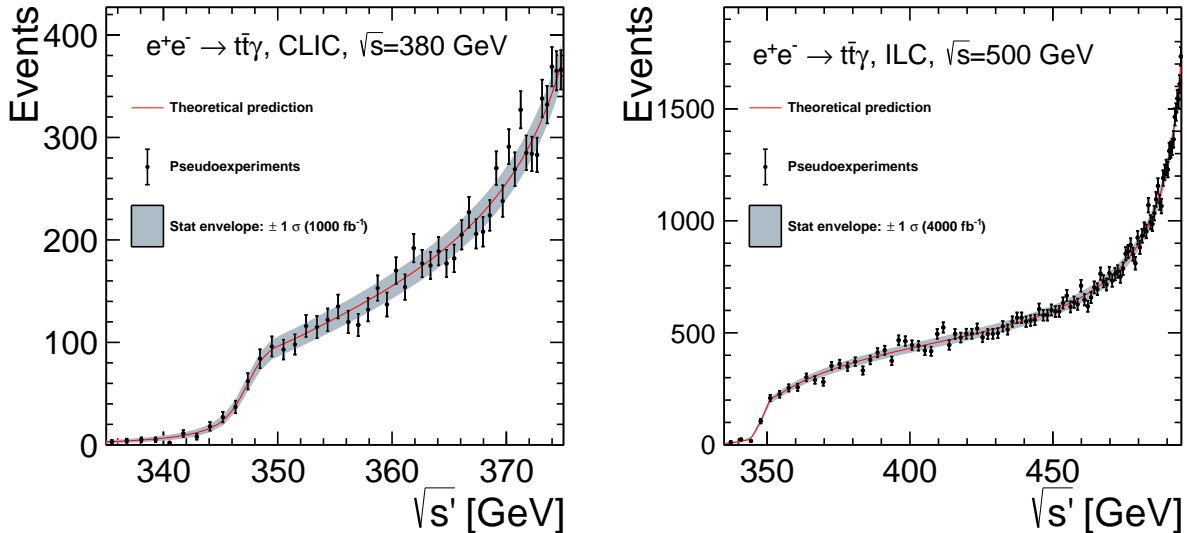 Events
400
300
200
100
0
e⁺e⁻ → tt̄γ, CLIC, √s=380 GeV
Theoretical prediction
Pseudoexperiments
Stat envelope: ± 1 σ (1000 fb⁻¹)
340 350 360 370
√s' [GeV]
Events
1500
1000
500
0
e⁺e⁻ → tt̄γ, ILC, √s=500 GeV
Theoretical prediction
Pseudoexperiments
Stat envelope: ± 1 σ (4000 fb⁻¹)
350 400 450
√s' [GeV]